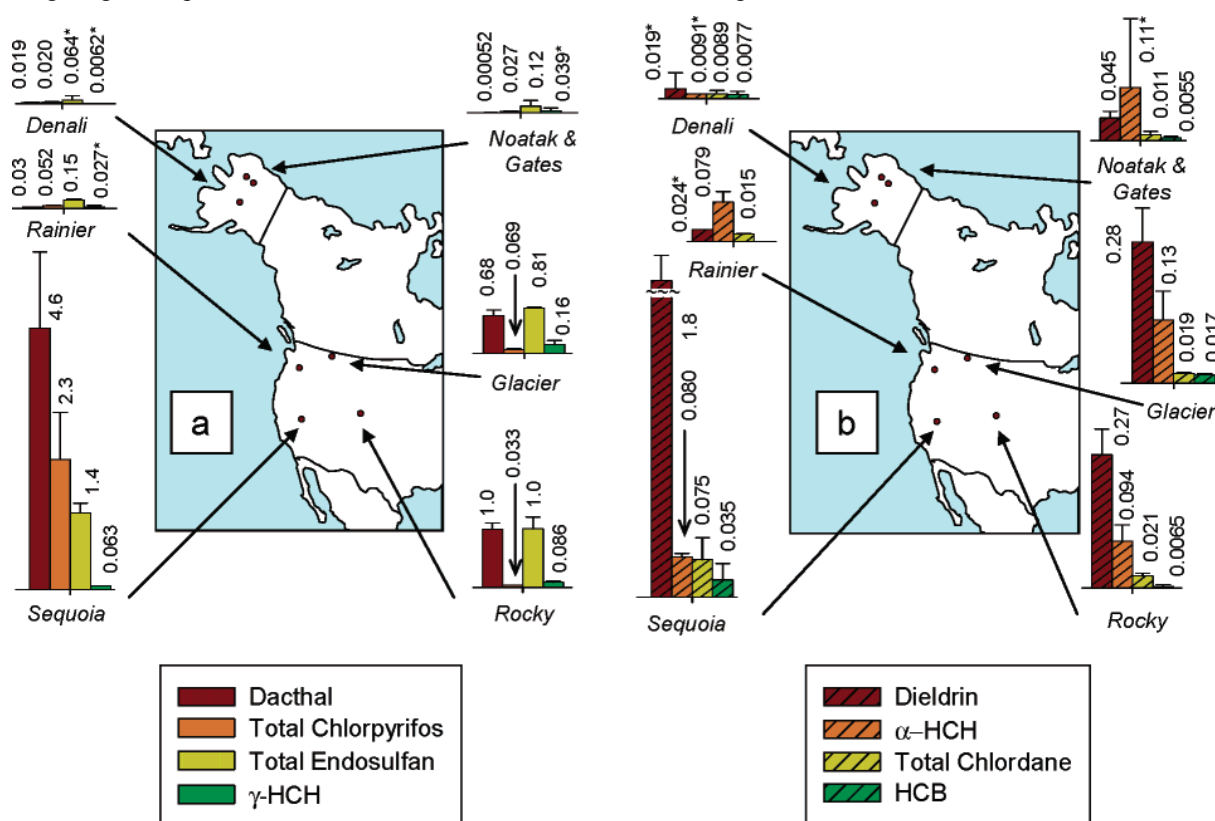 0.019
0.020
0.064*
0.0062*
Denali
0.00052
0.027
0.12
0.039*
Noatak &
Gates
0.03
0.052
0.15
0.027*
Rainier
4.6
2.3
1.4
0.063
Sequoia
0.68
0.069
0.81
0.16
Glacier
1.0
0.033
1.0
0.086
Rocky
a
Dacthal
Total Chlorpyrifos
Total Endosulfan
γ-HCH
0.019*
0.0091*
0.0089
0.0077
Denali
0.045
0.11*
0.011
0.0055
Noatak &
Gates
0.024*
0.079
0.015
Rainier
1.8
0.080
0.075
0.035
Sequoia
0.28
0.13
0.019
0.017
Glacier
0.27
0.094
0.021
0.0065
Rocky
b
Dieldrin
α–HCH
Total Chlordane
HCB